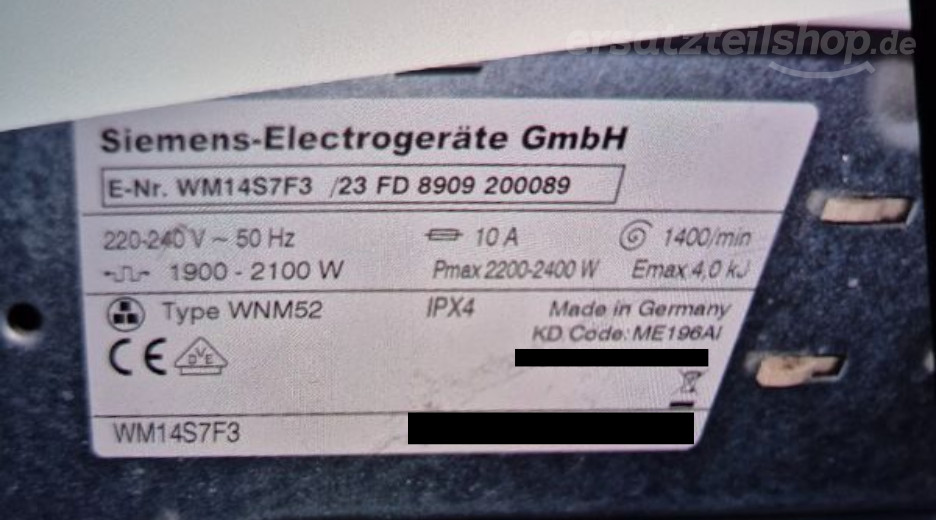 ersatzteilshop.de
Siemens-Electrogeräte GmbH
E-Nr. WM14S7F3 /23 FD 8909 200089
220-240 V ~ 50 Hz 10 A 1400/min
1900 - 2100 W Pmax 2200-2400 W Emax 4,0 kJ
Type WNM52 IPX4 Made in Germany
KD Code: ME196AI
CE DVE
WM14S7F3